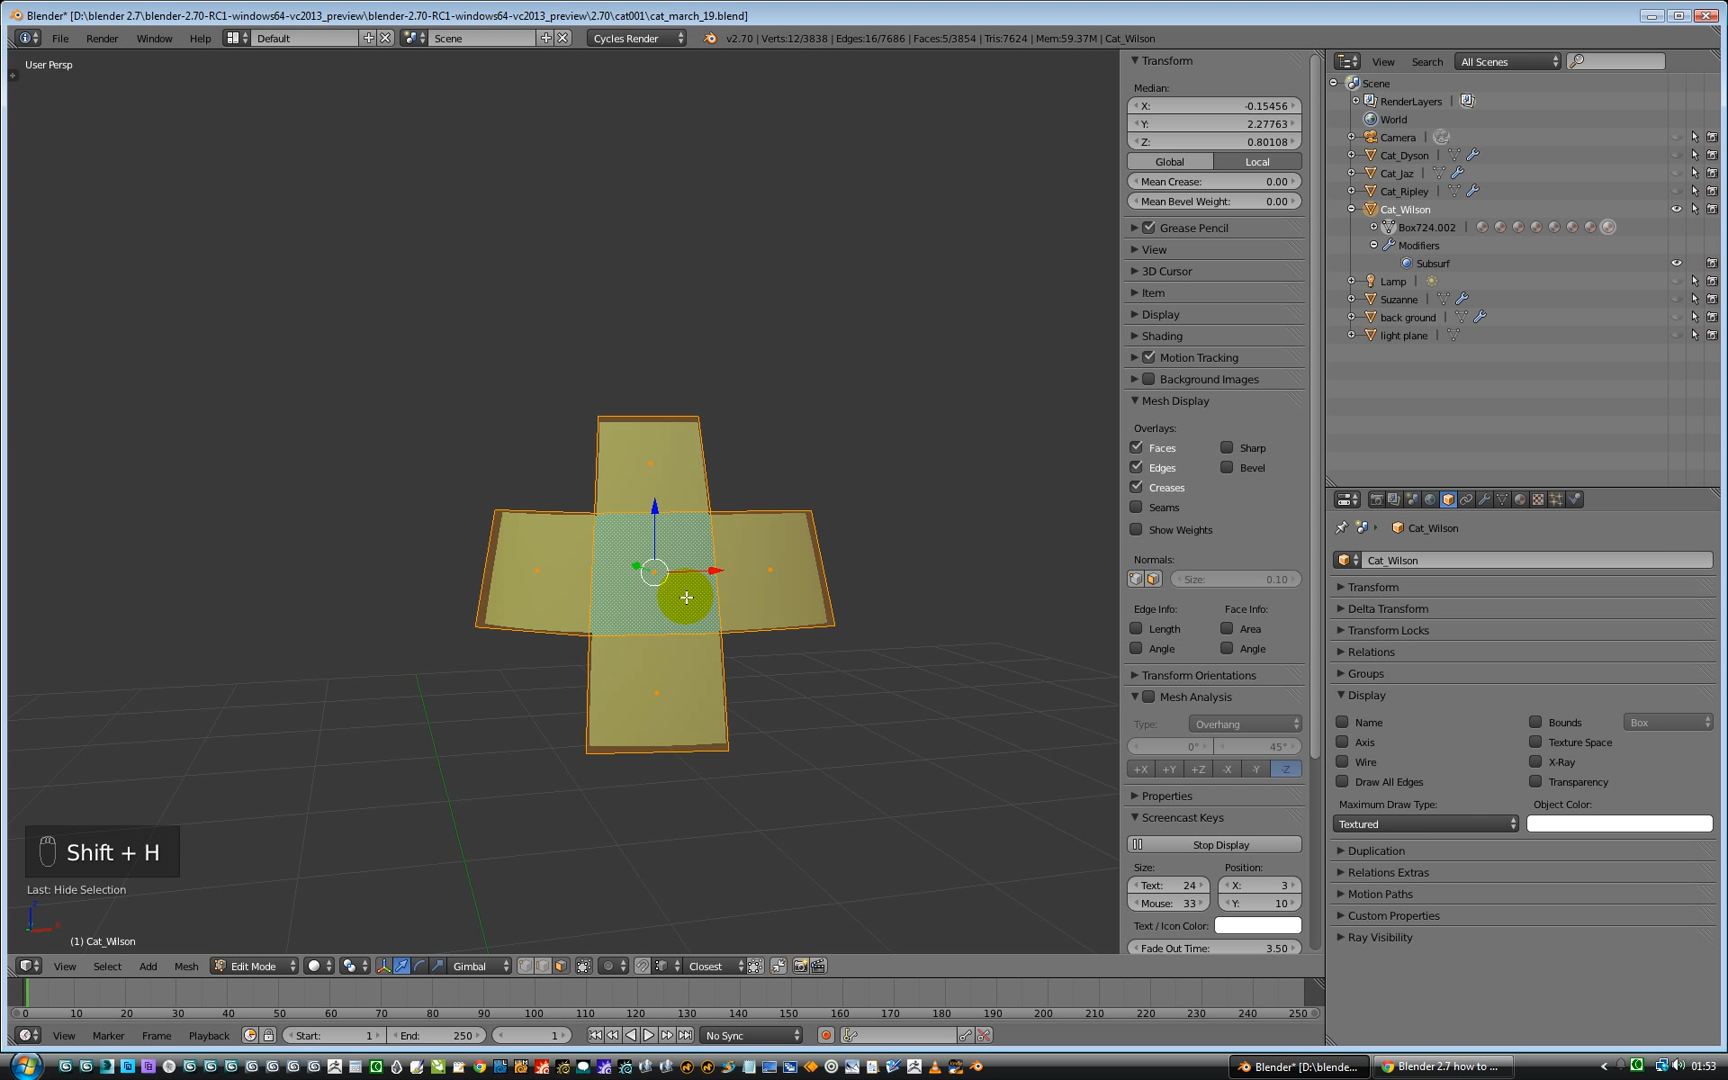 Blender* [D:\blender 2.7\blender-2.70-RC1-windows64-vc2013_preview\blender-2.70-RC1-windows64-vc2013_preview\2.70\cat001\cat_march_19.blend]
File Render Window Help Default Scene Cycles Render v2.70 | Verts:12/3838 | Edges:16/7686 | Faces:5/3854 | Tris:7624 | Mem:59.37M | Cat_Wilson
User Persp
Transform
Median:
X: -0.15456
Y: 2.27763
Z: 0.80108
Global Local
Mean Crease: 0.00
Mean Bevel Weight: 0.00
Grease Pencil
View
3D Cursor
Item
Display
Shading
Motion Tracking
Background Images
Mesh Display
Overlays:
Faces Sharp
Edges Bevel
Creases
Seams
Show Weights
Normals:
Size: 0.10
Edge Info: Face Info:
Length Area
Angle Angle
Transform Orientations
Mesh Analysis
Type: Overhang
0° 45°
+X +Y +Z -X -Y -Z
Properties
Screencast Keys
Stop Display
Size: Position:
Text: 24 X: 3
Mouse: 33 Y: 10
Text / Icon Color:
Fade Out Time: 3.50
View Search All Scenes
Scene
RenderLayers
World
Camera
Cat_Dyson
Cat_Jaz
Cat_Ripley
Cat_Wilson
Box724.002
Modifiers
Subsurf
Lamp
Suzanne
back ground
light plane
Cat_Wilson
Cat_Wilson
Transform
Delta Transform
Transform Locks
Relations
Groups
Display
Name Bounds Box
Axis Texture Space
Wire X-Ray
Draw All Edges Transparency
Maximum Draw Type: Object Color:
Textured
Duplication
Relations Extras
Motion Paths
Custom Properties
Ray Visibility
Shift + H
Last: Hide Selection
(1) Cat_Wilson
View Select Add Mesh Edit Mode Gimbal Closest
0 10 20 30 40 50 60 70 80 90 100 110 120 130 140 150 160 170 180 190 200 210 220 230 240 250
View Marker Frame Playback Start: 1 End: 250 1 No Sync
Blender* [D:\blende... Blender 2.7 how to ... 01:53